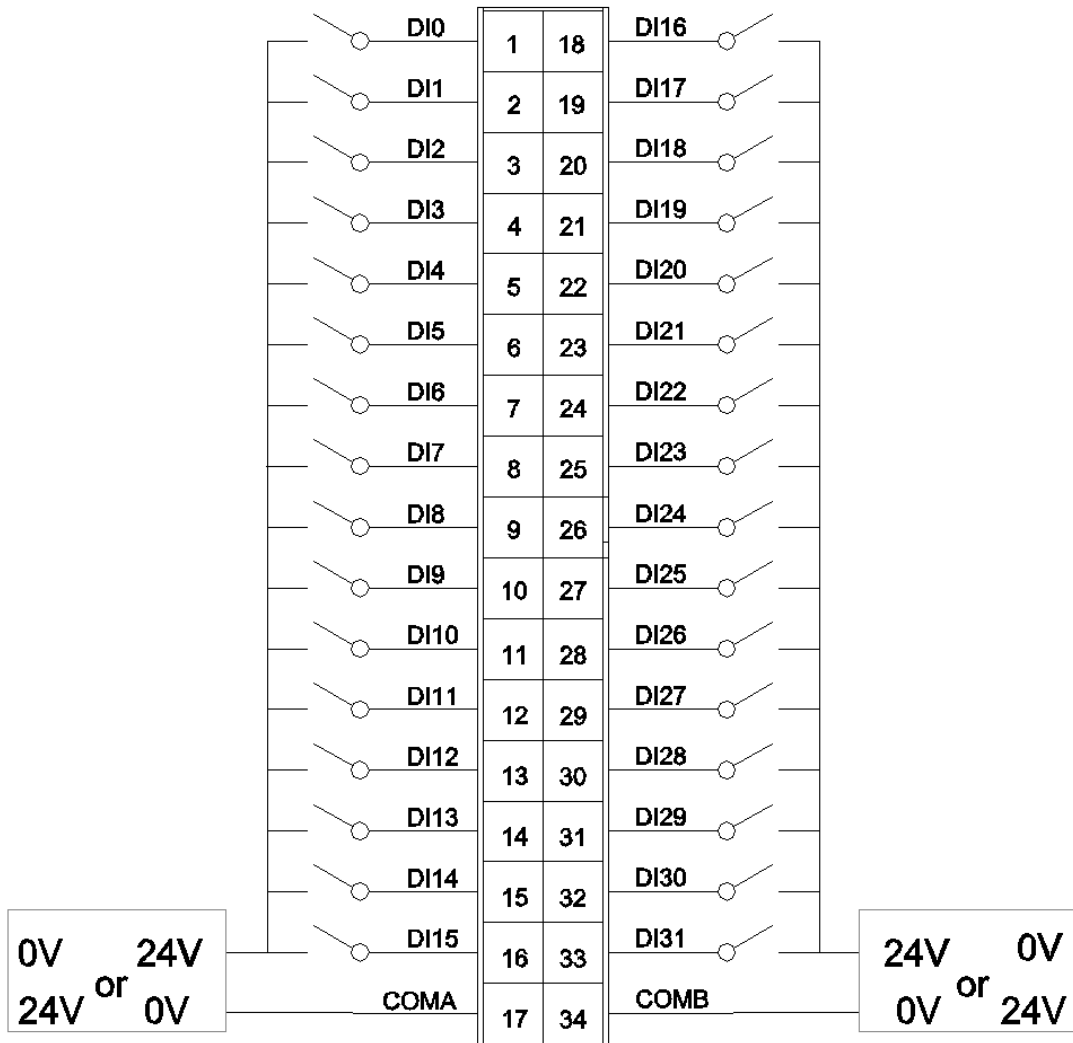 DI0 1 18 DI16
DI1 2 19 DI17
DI2 3 20 DI18
DI3 4 21 DI19
DI4 5 22 DI20
DI5 6 23 DI21
DI6 7 24 DI22
DI7 8 25 DI23
DI8 9 26 DI24
DI9 10 27 DI25
DI10 11 28 DI26
DI11 12 29 DI27
DI12 13 30 DI28
DI13 14 31 DI29
DI14 15 32 DI30
0V 24V DI15 16 33 DI31 24V 0V
or or
24V 0V COMA 17 34 COMB 0V 24V